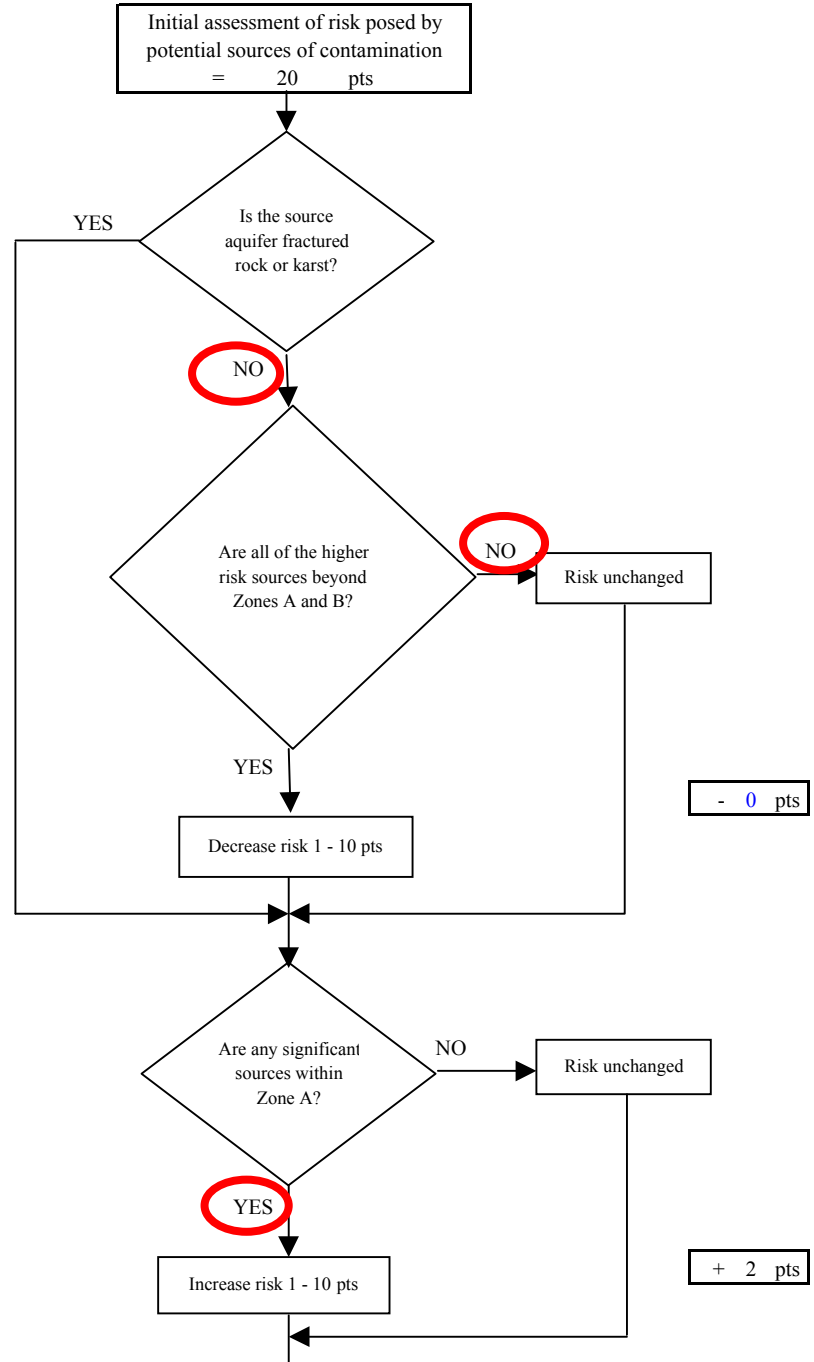 Initial assessment of risk posed by
potential sources of contamination
= 20 pts
Is the source
aquifer fractured
rock or karst?
YES
NO
Are all of the higher
risk sources beyond
Zones A and B?
NO
Risk unchanged
YES
- 0 pts
Decrease risk 1 - 10 pts
Are any significant
sources within
Zone A?
NO
Risk unchanged
YES
+ 2 pts
Increase risk 1 - 10 pts